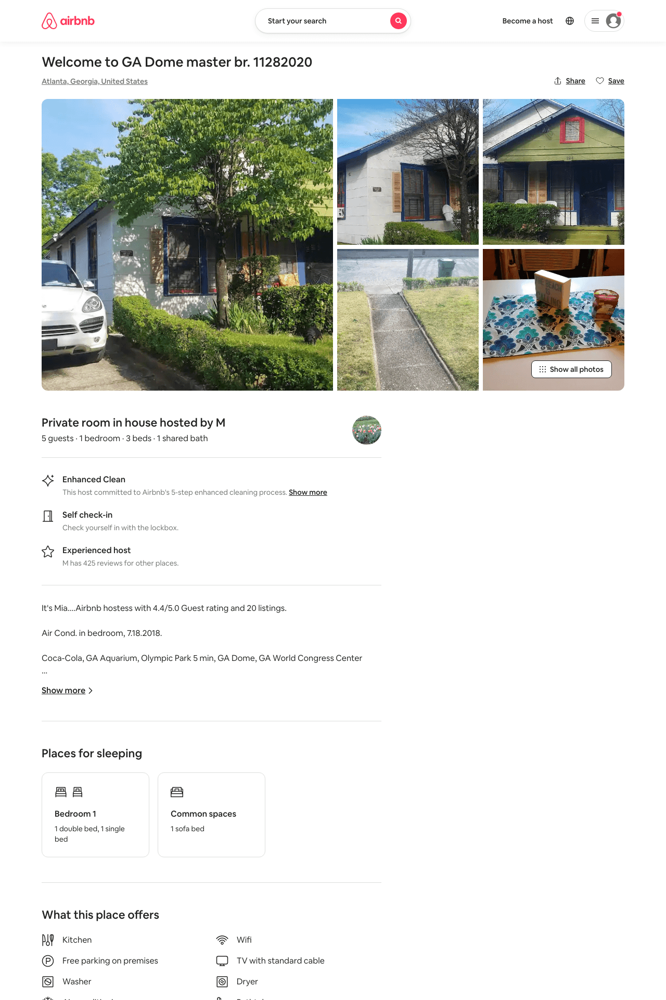 airbnb
Start your search
Become a host
Welcome to GA Dome master br. 11282020
Atlanta, Georgia, United States
Share
Save
224
THE BEACH
IS
CALLING
Show all photos
Private room in house hosted by M
5 guests · 1 bedroom · 3 beds · 1 shared bath
Enhanced Clean
This host committed to Airbnb's 5-step enhanced cleaning process. Show more
Self check-in
Check yourself in with the lockbox.
Experienced host
M has 425 reviews for other places.
It's Mia....Airbnb hostess with 4.4/5.0 Guest rating and 20 listings.
Air Cond. in bedroom, 7.18.2018.
Coca-Cola, GA Aquarium, Olympic Park 5 min, GA Dome, GA World Congress Center
...
Show more
Places for sleeping
Bedroom 1
1 double bed, 1 single
bed
Common spaces
1 sofa bed
What this place offers
Kitchen
Wifi
Free parking on premises
TV with standard cable
Washer
Dryer